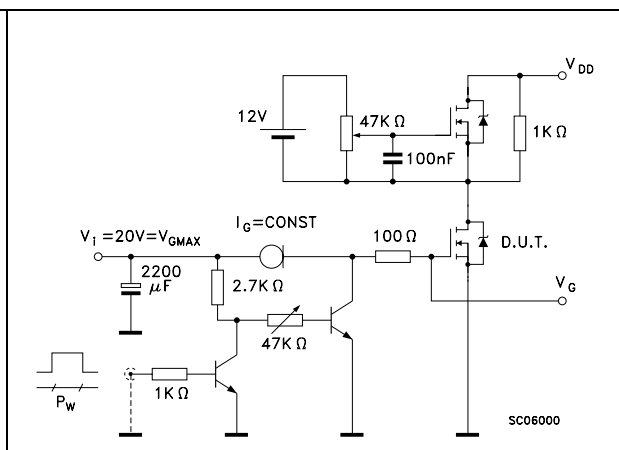 V DD
12V
47K Ω
1K Ω
100nF
I G =CONST
V i =20V=V GMAX
100 Ω
D.U.T.
2200
μF
2.7K Ω
V G
47K Ω
1K Ω
P W
SC06000